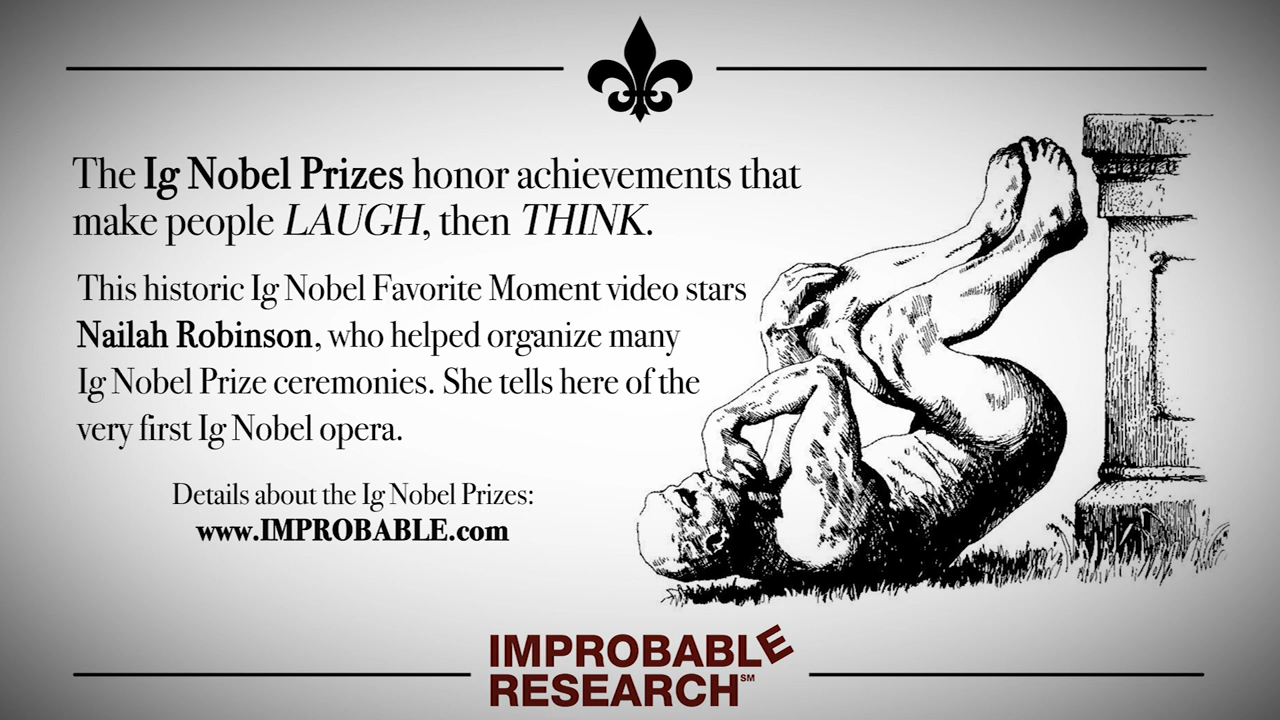 The Ig Nobel Prizes honor achievements that
make people LAUGH, then THINK.
This historic Ig Nobel Favorite Moment video stars
Nailah Robinson, who helped organize many
Ig Nobel Prize ceremonies. She tells here of the
very first Ig Nobel opera.
Details about the Ig Nobel Prizes:
www.IMPROBABLE.com
IMPROBABLE
RESEARCH℠